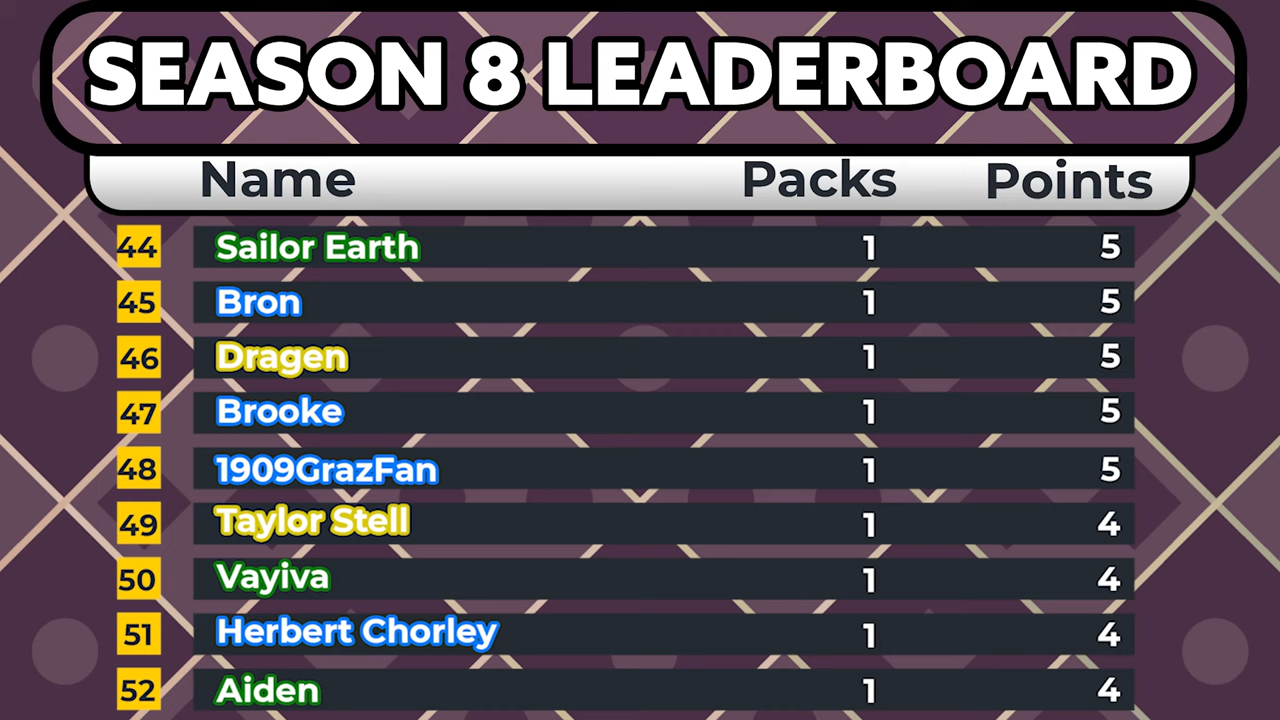 SEASON 8 LEADERBOARD
Name Packs Points
44 Sailor Earth 1 5
45 Bron 1 5
46 Dragen 1 5
47 Brooke 1 5
48 1909GrazFan 1 5
49 Taylor Stell 1 4
50 Vayiva 1 4
51 Herbert Chorley 1 4
52 Aiden 1 4